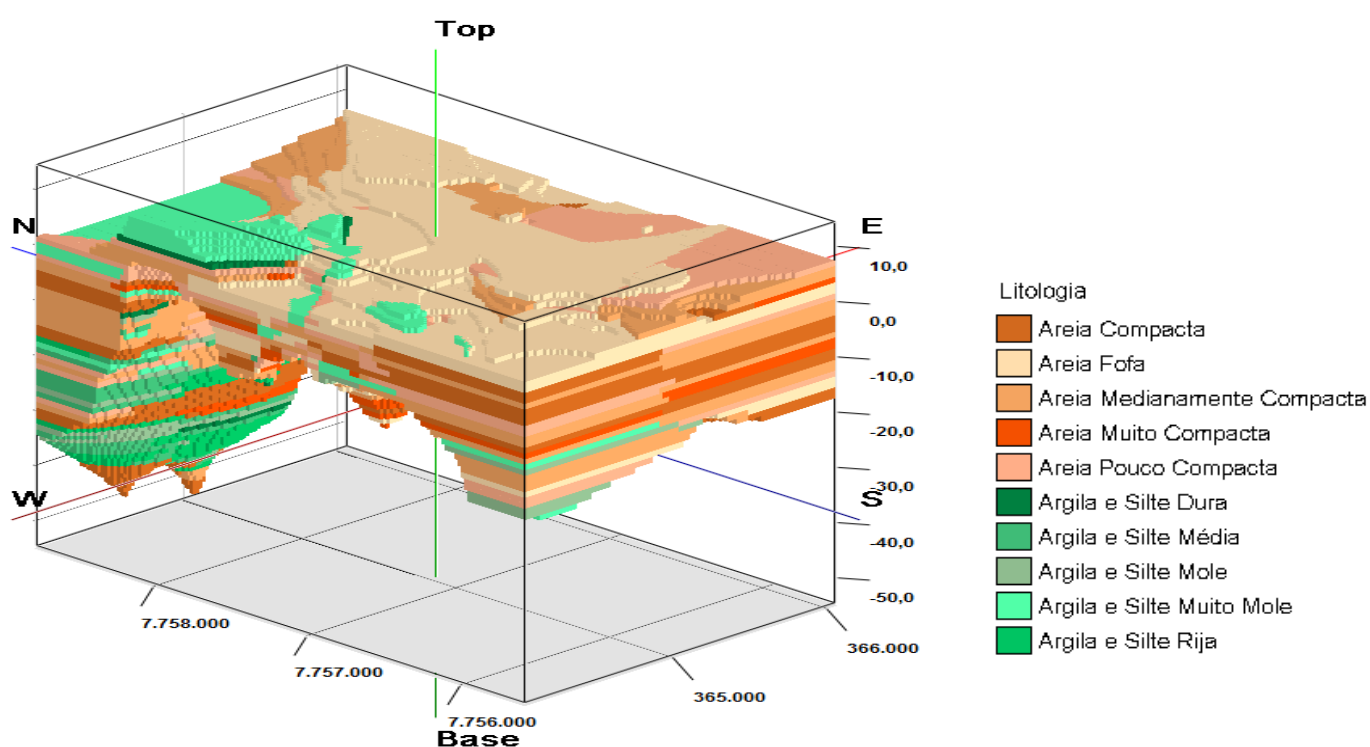 Top
N
E
10,0
0,0
-10,0
-20,0
-30,0
W
S
-40,0
-50,0
7.758.000
7.757.000
7.756.000
366.000
365.000
Base
Litologia
Areia Compacta
Areia Fofa
Areia Medianamente Compacta
Areia Muito Compacta
Areia Pouco Compacta
Argila e Silte Dura
Argila e Silte Média
Argila e Silte Mole
Argila e Silte Muito Mole
Argila e Silte Rija